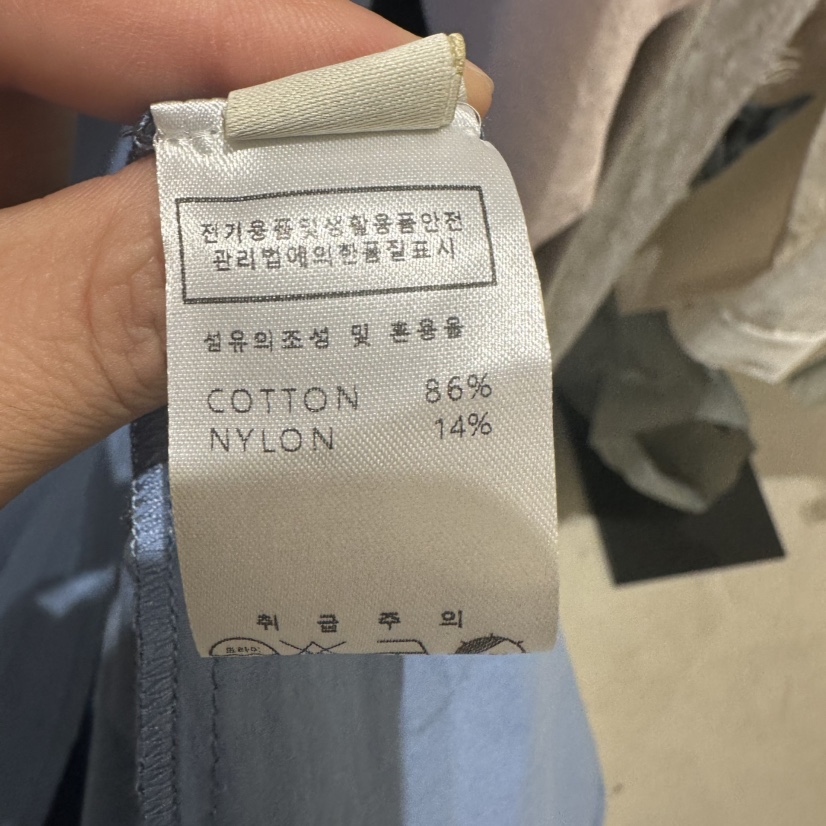 전기용품및생활용품안전
관리법에의한품질표시
섬유의조성 및 혼용율
COTTON 86%
NYLON 14%
취 급 주 의